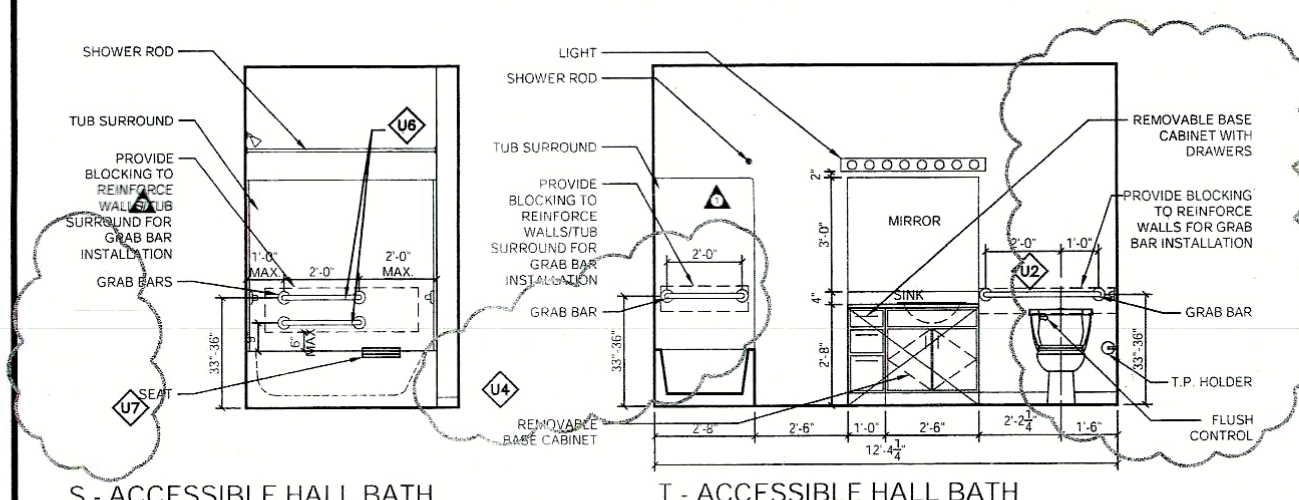 SHOWER ROD
TUB SURROUND
PROVIDE
BLOCKING TO
REINFORCE
WALLS/TUB
SURROUND FOR
GRAB BAR
INSTALLATION
GRAB BARS
SEAT
U7
U6
1'-0"
MAX.
2'-0"
2'-0"
MAX.
33"-36"
9"
6"
MAX
S - ACCESSIBLE HALL BATH
LIGHT
SHOWER ROD
TUB SURROUND
PROVIDE
BLOCKING TO
REINFORCE
WALLS/TUB
SURROUND FOR
GRAB BAR
INSTALLATION
GRAB BAR
U4
REMOVABLE
BASE CABINET
1
2'-0"
33"-36"
2"
3'-0"
4"
2'-8"
MIRROR
SINK
2'-0"
1'-0"
U2
33"-36"
REMOVABLE BASE
CABINET WITH
DRAWERS
PROVIDE BLOCKING
TO REINFORCE
WALLS FOR GRAB
BAR INSTALLATION
GRAB BAR
T.P. HOLDER
FLUSH
CONTROL
2'-8"
2'-6"
1'-0"
2'-6"
2'-2 1/4"
1'-6"
12'-4 1/4"
T - ACCESSIBLE HALL BATH